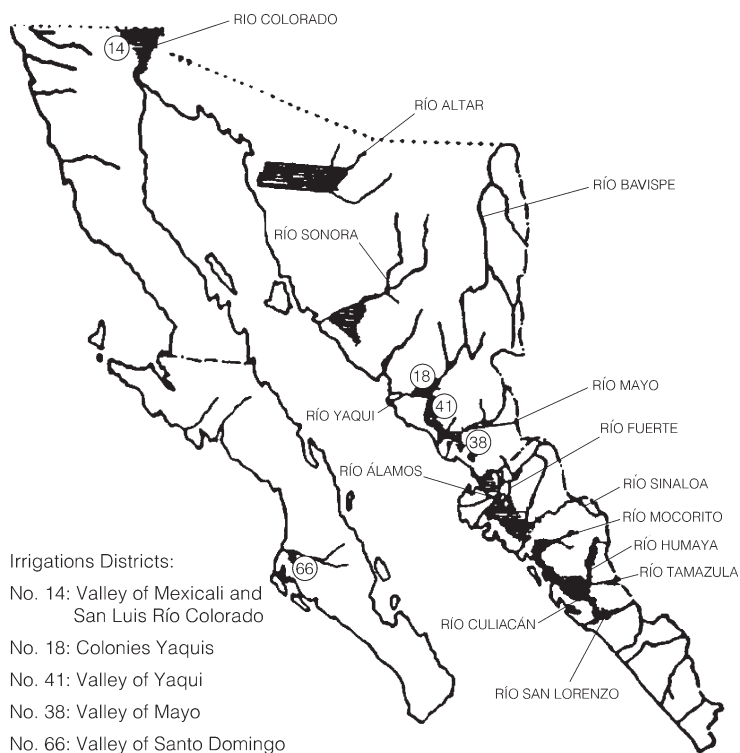 RIO COLORADO
14
RÍO ALTAR
RÍO BAVISPE
RÍO SONORA
18
RÍO MAYO
41
RÍO YAQUI
38
RÍO FUERTE
RÍO ÁLAMOS
RÍO SINALOA
RÍO MOCORITO
RÍO HUMAYA
RÍO TAMAZULA
66
RÍO CULIACÁN
RÍO SAN LORENZO
Irrigations Districts:
No. 14: Valley of Mexicali and
San Luis Río Colorado
No. 18: Colonies Yaquis
No. 41: Valley of Yaqui
No. 38: Valley of Mayo
No. 66: Valley of Santo Domingo